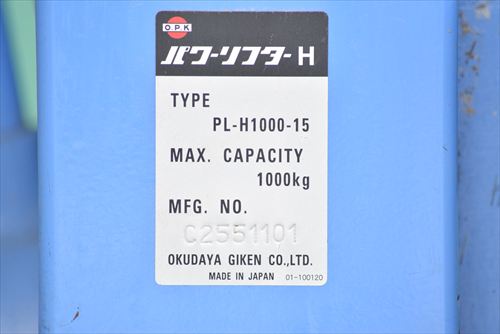 O.P.K
パワーリフターH
TYPE
PL-H1000-15
MAX. CAPACITY
1000kg
MFG. NO.
C2551101
OKUDAYA GIKEN CO.,LTD.
MADE IN JAPAN 01-100120